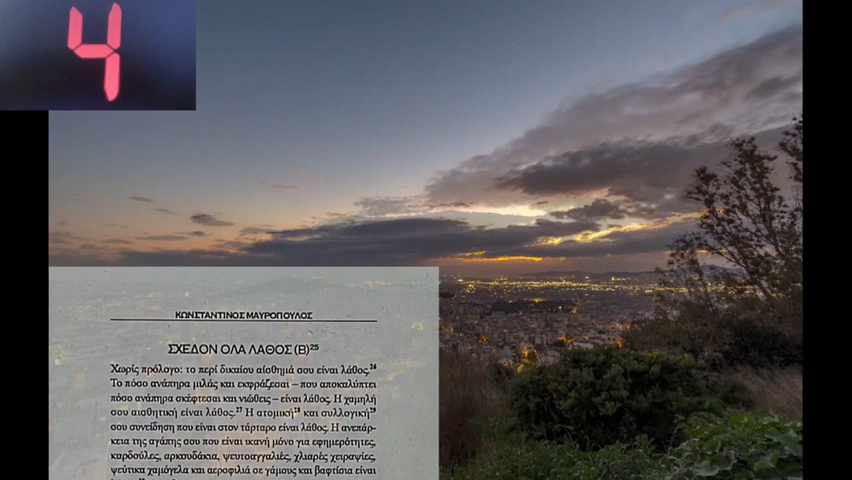 4
ΚΩΝΣΤΑΝΤΙΝΟΣ ΜΑΥΡΟΠΟΥΛΟΣ
ΣΧΕΔΟΝ ΟΛΑ ΛΑΘΟΣ (Β)25
Χωρίς πρόλογο: το περί δικαίου αίσθημά σου είναι λάθος.26
Το πόσο ανάπηρα μιλάς και εκφράζεσαι – που αποκαλύπτει
πόσο ανάπηρα σκέφτεσαι και νιώθεις – είναι λάθος. Η χαμηλή
σου αισθητική είναι λάθος.27 Η ατομική28 και συλλογική29
σου συνείδηση που είναι στον τάρταρο είναι λάθος. Η ανεπάρ-
κεια της αγάπης σου που είναι ικανή μόνο για εφημερότητες,
καρδούλες, αρκουδάκια, ψευτοαγγαλιές, χλιαρές χειραψίες,
ψεύτικα χαμόγελα και αεροφιλιά σε γάμους και βαφτίσια είναι